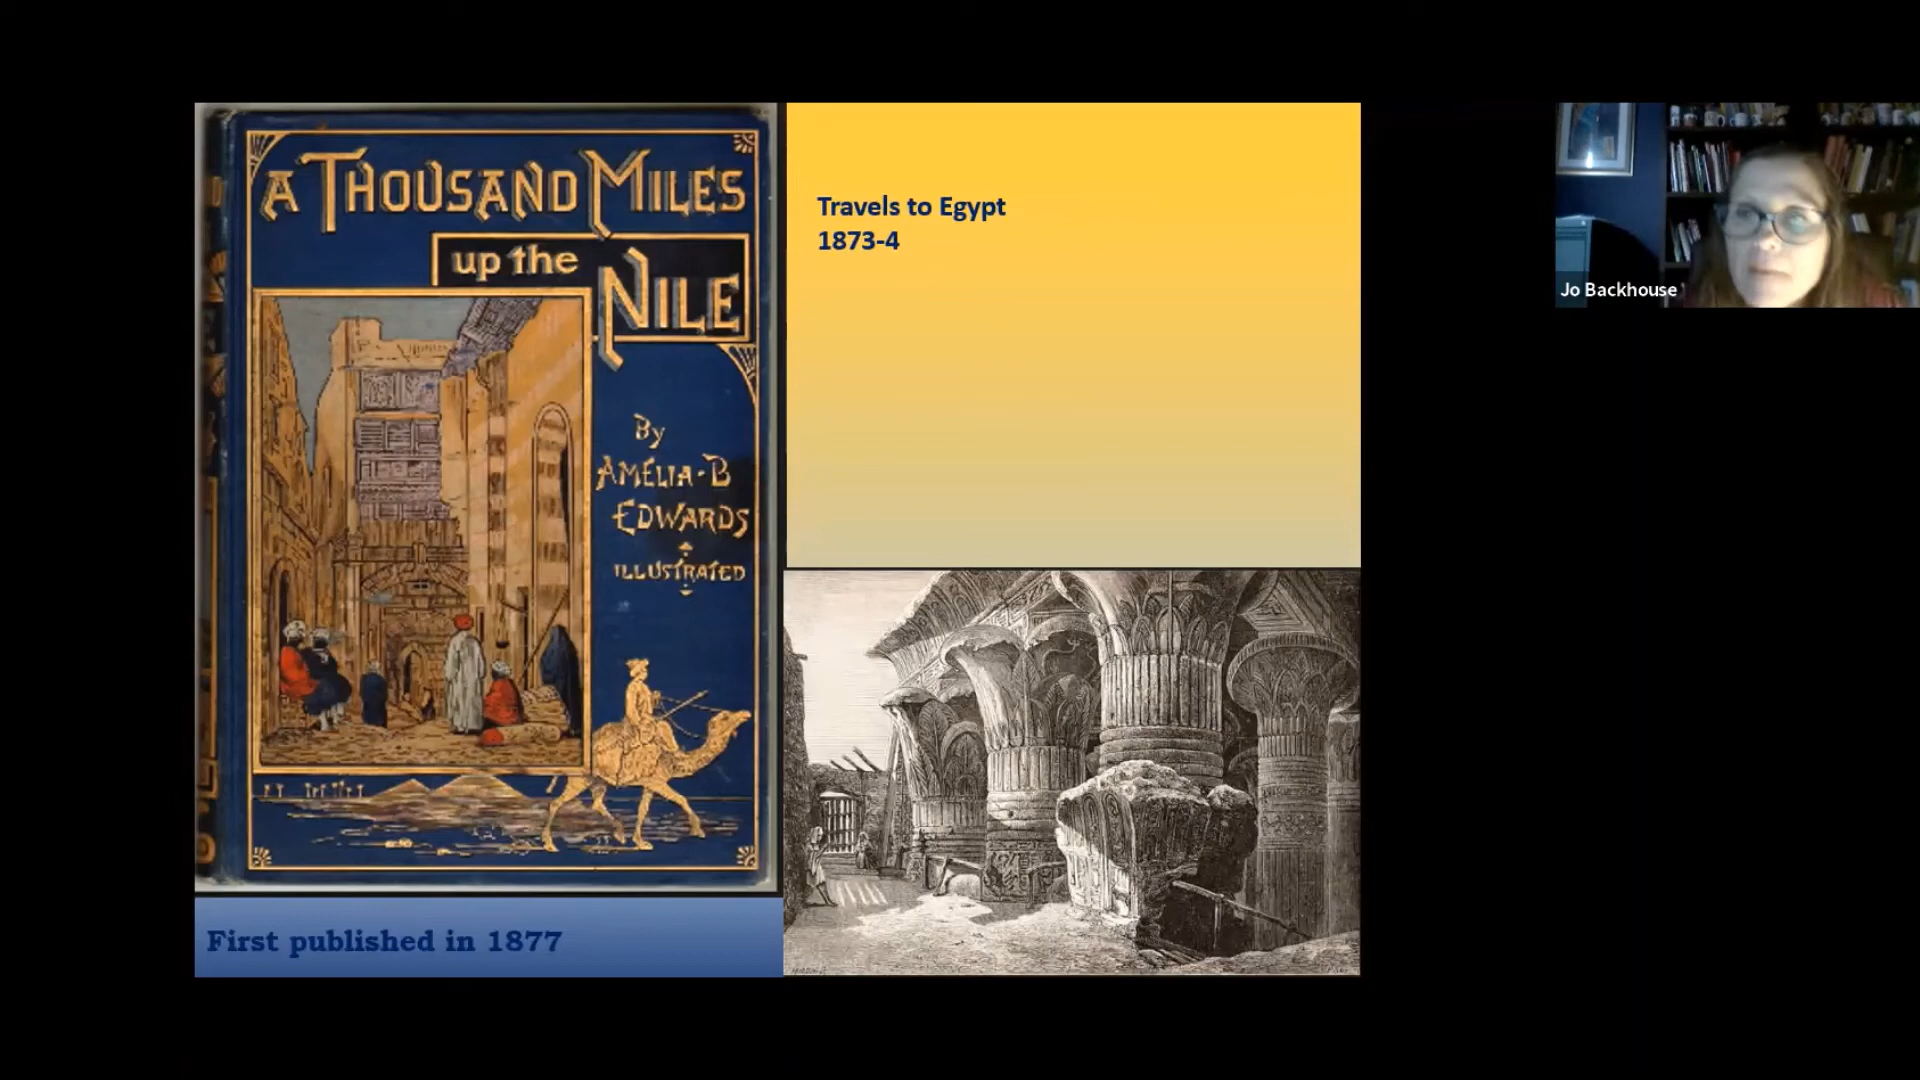 A THOUSAND MILES
up the
NILE
By
AMELIA-B
EDWARDS
ILLUSTRATED
First published in 1877
Travels to Egypt
1873-4
Jo Backhouse